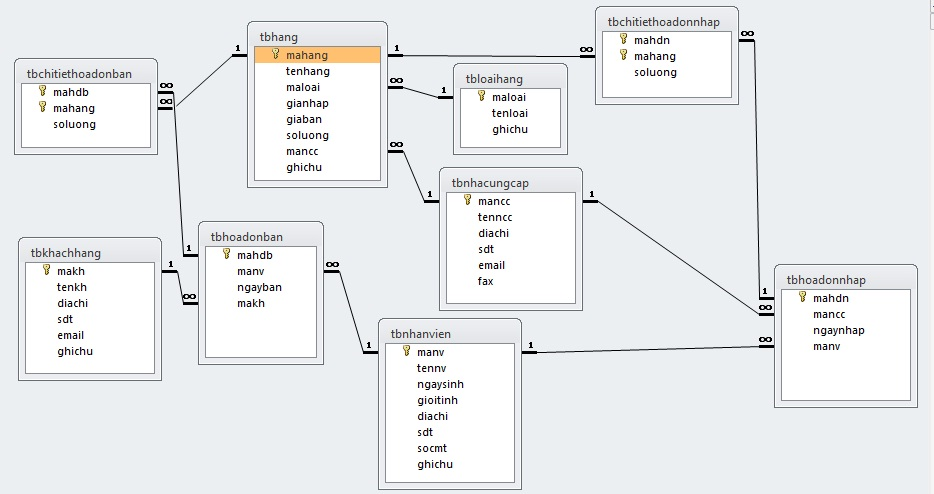 tbchitiethoadonban
mahdb
mahang
soluong
tbhang
mahang
tenhang
maloai
gianhap
giaban
soluong
mancc
ghichu
tbloaihang
maloai
tenloai
ghichu
tbchitiethoadonnhap
mahdn
mahang
soluong
tbnhacungcap
mancc
tenncc
diachi
sdt
email
fax
tbkhachhang
makh
tenkh
diachi
sdt
email
ghichu
tbhoadonban
mahdb
manv
ngayban
makh
tbnhanvien
manv
tennv
ngaysinh
gioitinh
diachi
sdt
socmt
ghichu
tbhoadonnhap
mahdn
mancc
ngaynhap
manv
1
∞
1
∞
∞
1
∞
1
∞
1
1
∞
1
∞
∞
1
1
∞